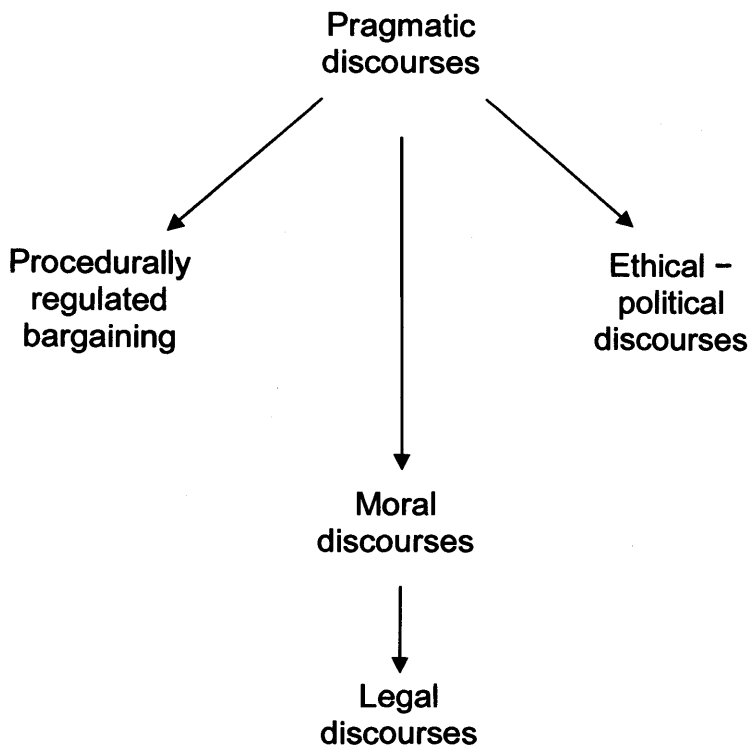 Pragmatic
discourses
Procedurally
regulated
bargaining
Ethical –
political
discourses
Moral
discourses
Legal
discourses